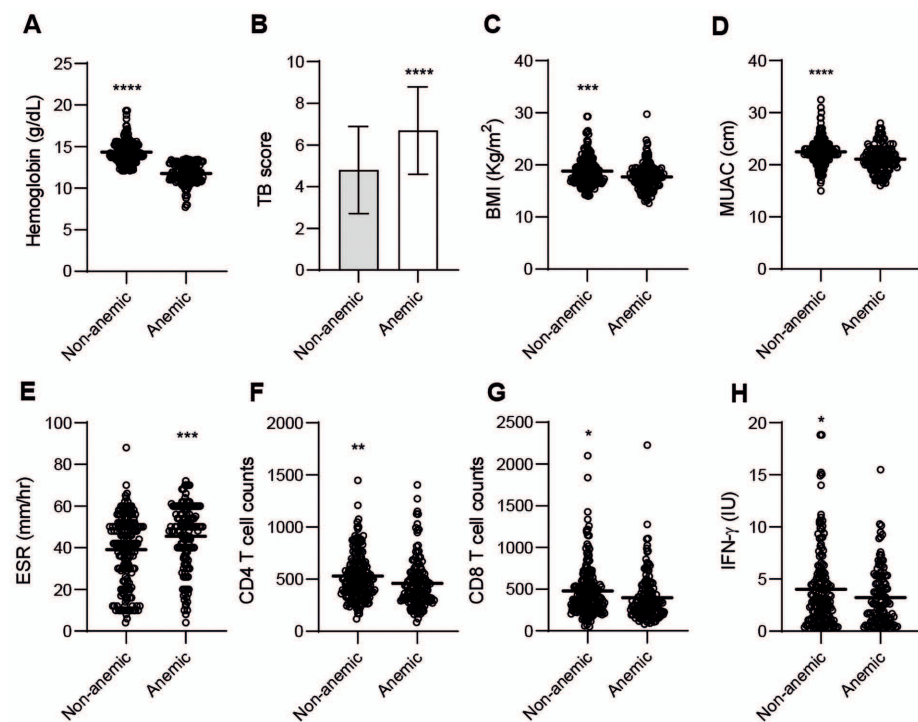 A
Hemoglobin (g/dL)
25
20
15
10
5
0
****
Non-anemic
Anemic
B
TB score
10
8
6
4
2
0
****
Non-anemic
Anemic
C
BMI (Kg/m²)
40
30
20
10
0
***
Non-anemic
Anemic
D
MUAC (cm)
40
30
20
10
0
****
Non-anemic
Anemic
E
ESR (mm/hr)
100
80
60
40
20
0
***
Non-anemic
Anemic
F
CD4 T cell counts
2000
1500
1000
500
0
**
Non-anemic
Anemic
G
CD8 T cell counts
2500
2000
1500
1000
500
0
*
Non-anemic
Anemic
H
IFN-γ (IU)
20
15
10
5
0
*
Non-anemic
Anemic